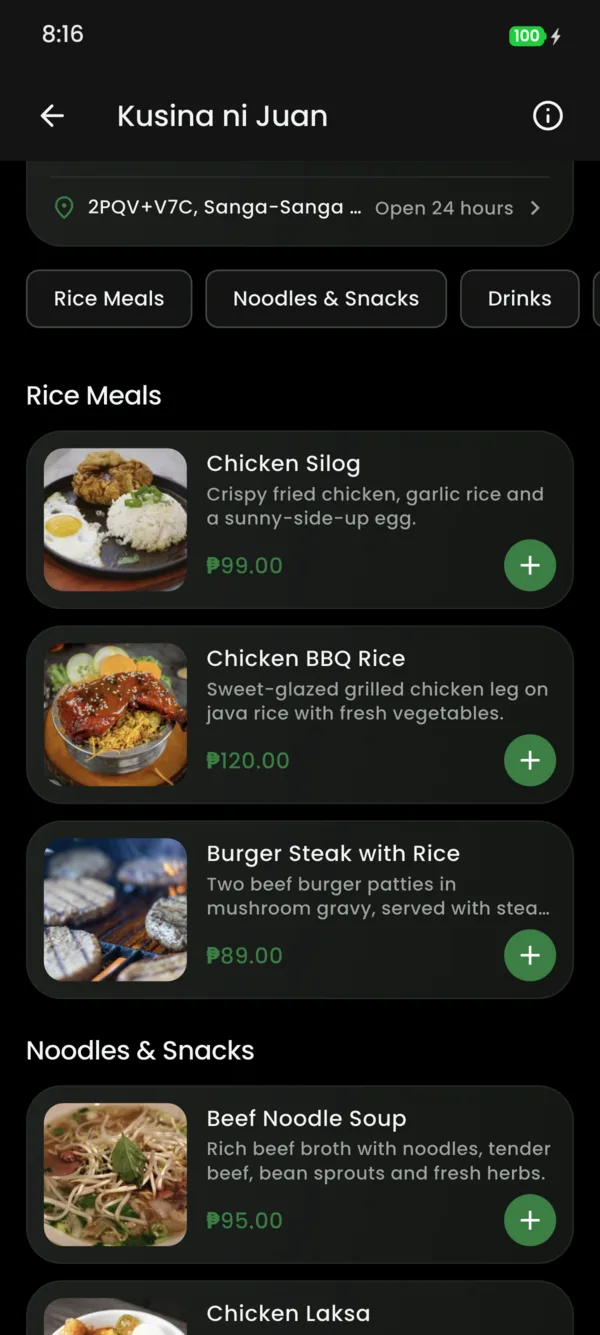 8:16
100
Kusina ni Juan
2PQV+V7C, Sanga-Sanga ... Open 24 hours
Rice Meals
Noodles & Snacks
Drinks
Rice Meals
Chicken Silog
Crispy fried chicken, garlic rice and
a sunny-side-up egg.
₱99.00
Chicken BBQ Rice
Sweet-glazed grilled chicken leg on
java rice with fresh vegetables.
₱120.00
Burger Steak with Rice
Two beef burger patties in
mushroom gravy, served with stea...
₱89.00
Noodles & Snacks
Beef Noodle Soup
Rich beef broth with noodles, tender
beef, bean sprouts and fresh herbs.
₱95.00
Chicken Laksa